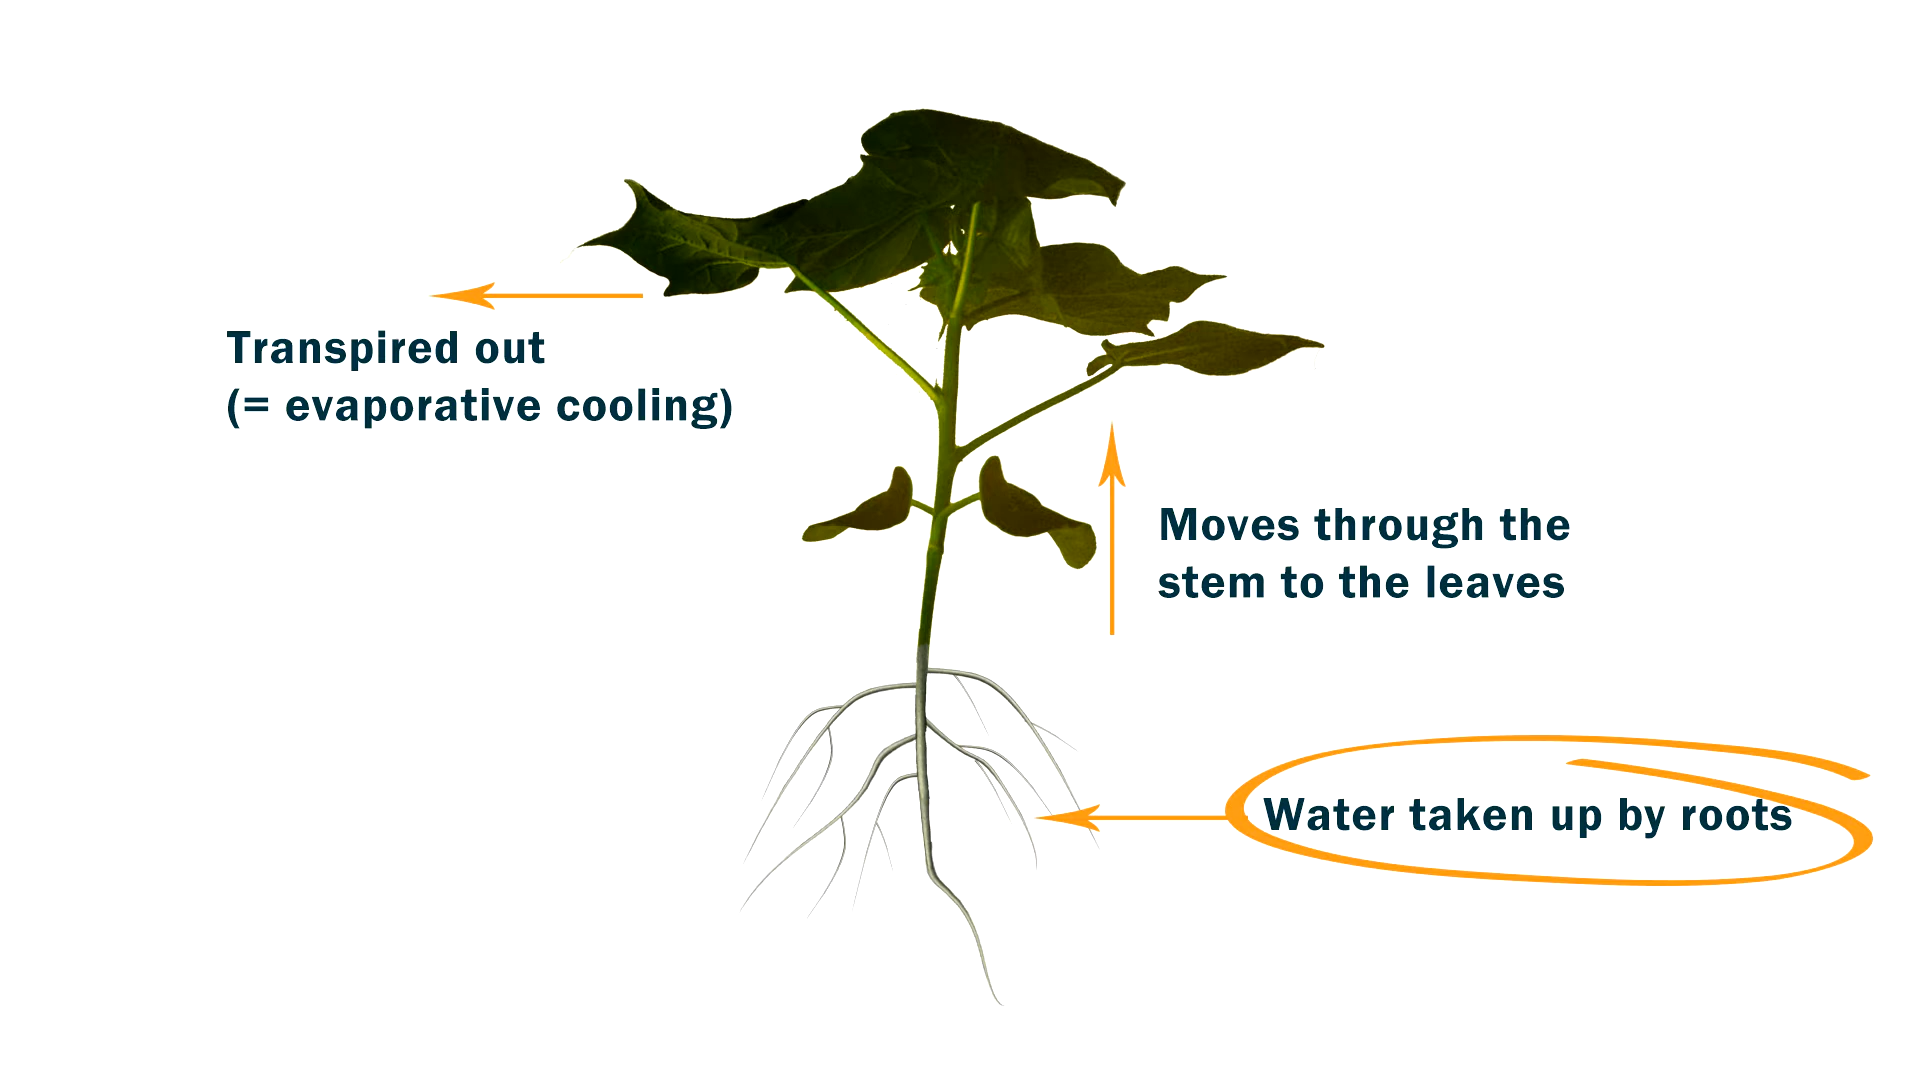 Transpired out
(= evaporative cooling)
Moves through the
stem to the leaves
Water taken up by roots